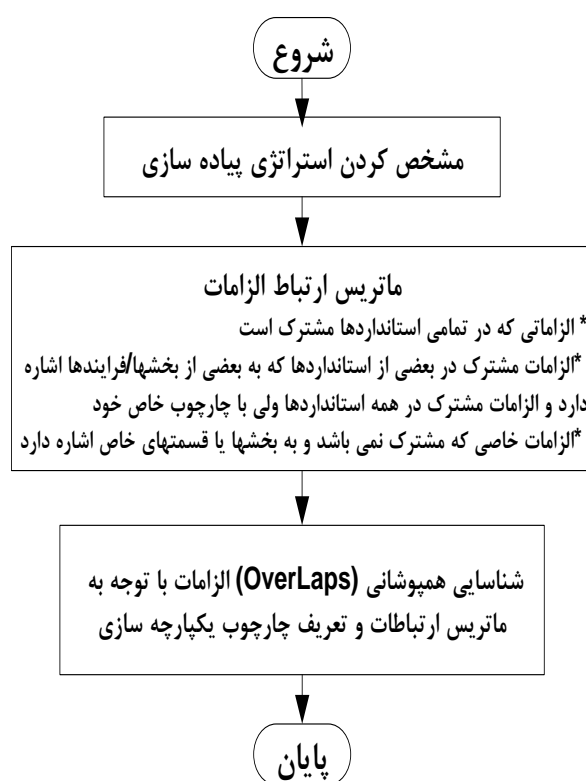 شروع
مشخص کردن استراتژی پیاده سازی
ماتریس ارتباط الزامات
* الزاماتی که در تمامی استانداردها مشترک است
*الزامات مشترک در بعضی از استانداردها که به بعضی از بخشها/فرایندها اشاره
دارد و الزامات مشترک در همه استانداردها ولی با چارچوب خاص خود
*الزامات خاصی که مشترک نمی باشد و به بخشها یا قسمتهای خاص اشاره دارد
شناسایی همپوشانی (OverLaps) الزامات با توجه به
ماتریس ارتباطات و تعریف چارچوب یکپارچه سازی
پایان